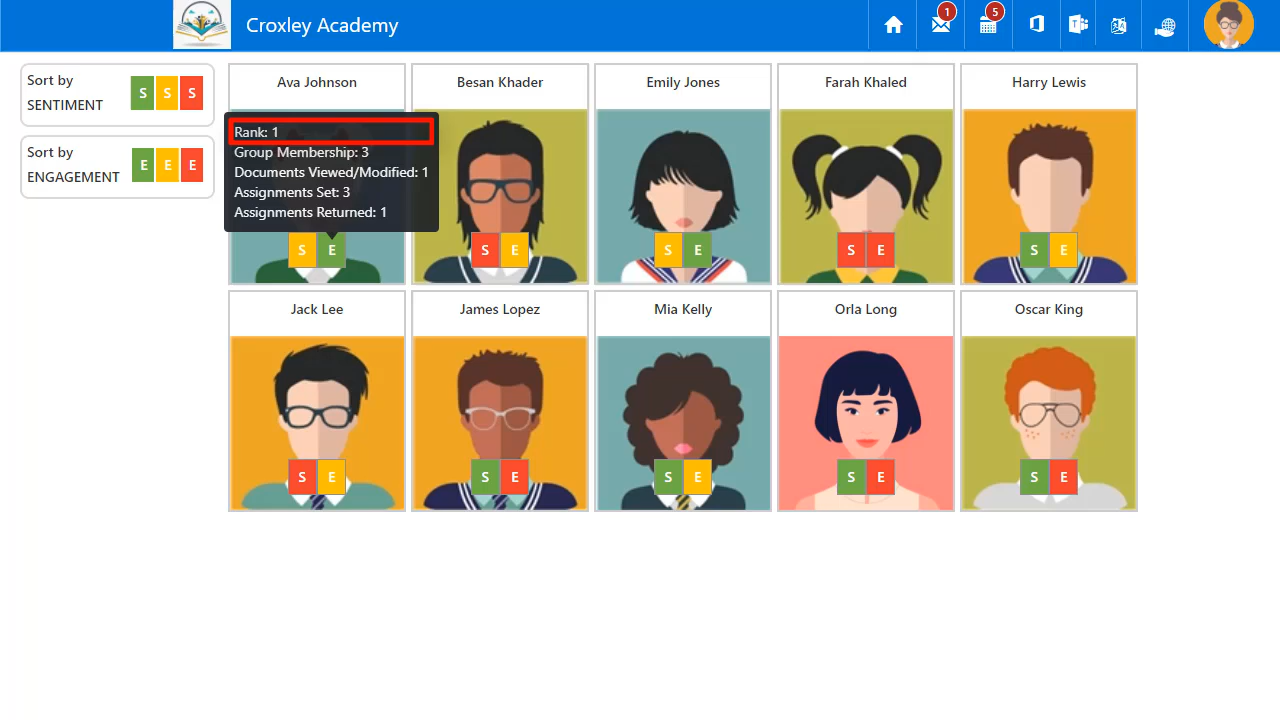 Croxley Academy
1
5
Sort by
SENTIMENT
S S S
Sort by
ENGAGEMENT
E E E
Ava Johnson
Rank: 1
Group Membership: 3
Documents Viewed/Modified: 1
Assignments Set: 3
Assignments Returned: 1
S E
Besan Khader
S E
Emily Jones
S E
Farah Khaled
S E
Harry Lewis
S E
Jack Lee
S E
James Lopez
S E
Mia Kelly
S E
Orla Long
S E
Oscar King
S E